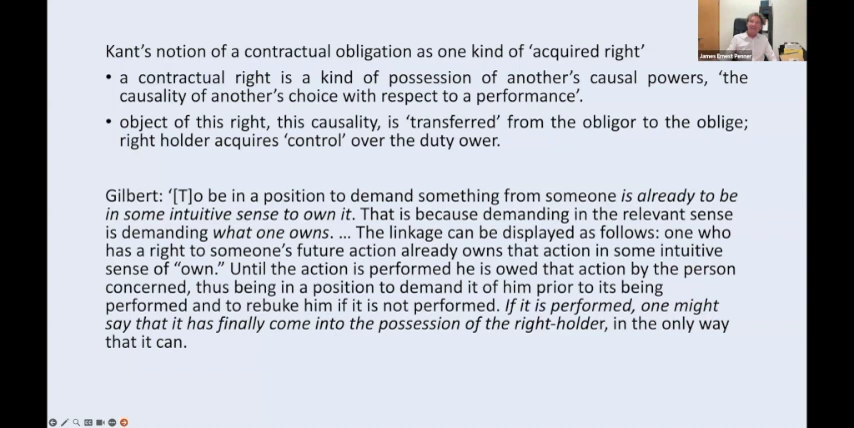 James Ernest Penner
Kant's notion of a contractual obligation as one kind of 'acquired right'
• a contractual right is a kind of possession of another's causal powers, 'the
causality of another's choice with respect to a performance'.
• object of this right, this causality, is 'transferred' from the obligor to the oblige;
right holder acquires 'control' over the duty ower.
Gilbert: '[T]o be in a position to demand something from someone is already to be
in some intuitive sense to own it. That is because demanding in the relevant sense
is demanding what one owns. ... The linkage can be displayed as follows: one who
has a right to someone's future action already owns that action in some intuitive
sense of "own." Until the action is performed he is owed that action by the person
concerned, thus being in a position to demand it of him prior to its being
performed and to rebuke him if it is not performed. If it is performed, one might
say that it has finally come into the possession of the right-holder, in the only way
that it can.